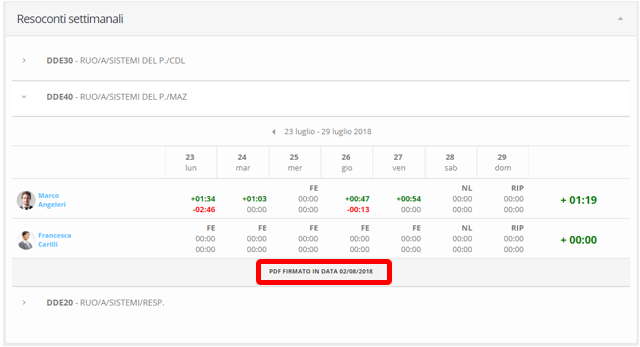 Resoconti settimanali
DDE30 - RUO/A/SISTEMI DEL P./CDL
DDE40 - RUO/A/SISTEMI DEL P./MAZ
23 luglio - 29 luglio 2018
23 24 25 26 27 28 29
lun mar mer gio ven sab dom
FE NL RIP
Marco +01:34 +01:03 00:00 +00:47 +00:54 00:00 00:00 + 01:19
Angeleri -02:46 00:00 00:00 -00:13 00:00 00:00 00:00
FE FE FE FE FE NL RIP
Francesca 00:00 00:00 00:00 00:00 00:00 00:00 00:00 + 00:00
Carilli 00:00 00:00 00:00 00:00 00:00 00:00 00:00
PDF FIRMATO IN DATA 02/08/2018
DDE20 - RUO/A/SISTEMI/RESP.